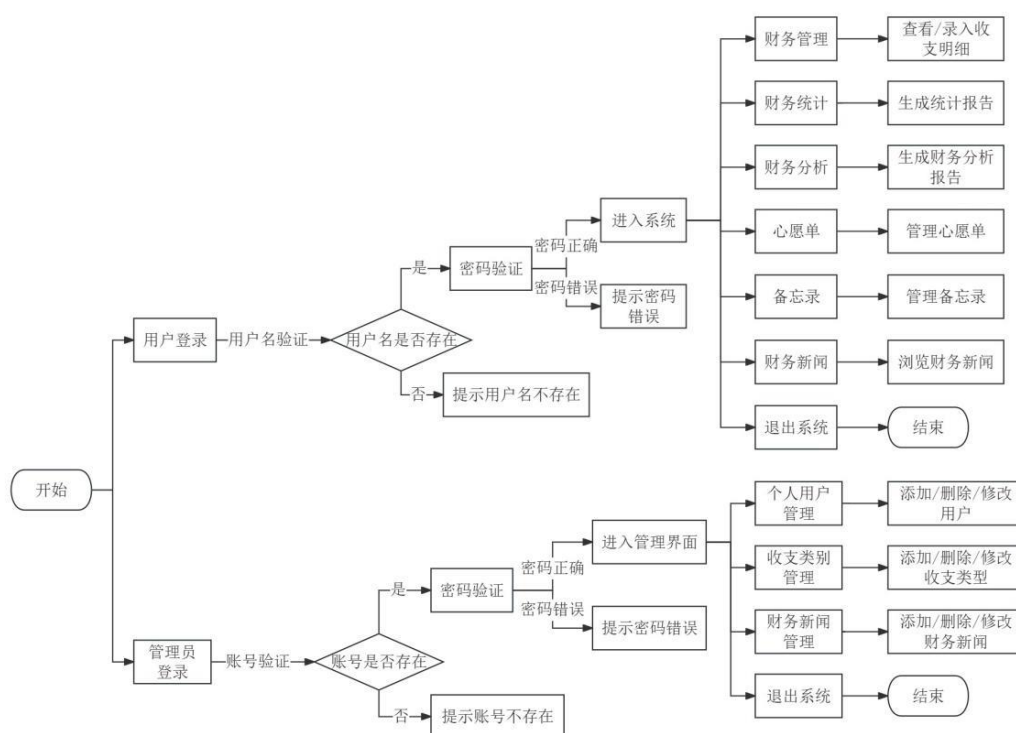 开始
用户登录
用户名验证
用户名是否存在
是
密码验证
密码正确
密码错误
进入系统
提示密码
错误
否
提示用户名不存在
财务管理
查看/录入收
支明细
财务统计
生成统计报告
财务分析
生成财务分析
报告
心愿单
管理心愿单
备忘录
管理备忘录
财务新闻
浏览财务新闻
退出系统
结束
管理员
登录
账号验证
账号是否存在
是
密码验证
密码正确
密码错误
进入管理界面
提示密码错误
否
提示账号不存在
个人用户
管理
添加/删除/修改
用户
收支类别
管理
添加/删除/修改
收支类型
财务新闻
管理
添加/删除/修改
财务新闻
退出系统
结束